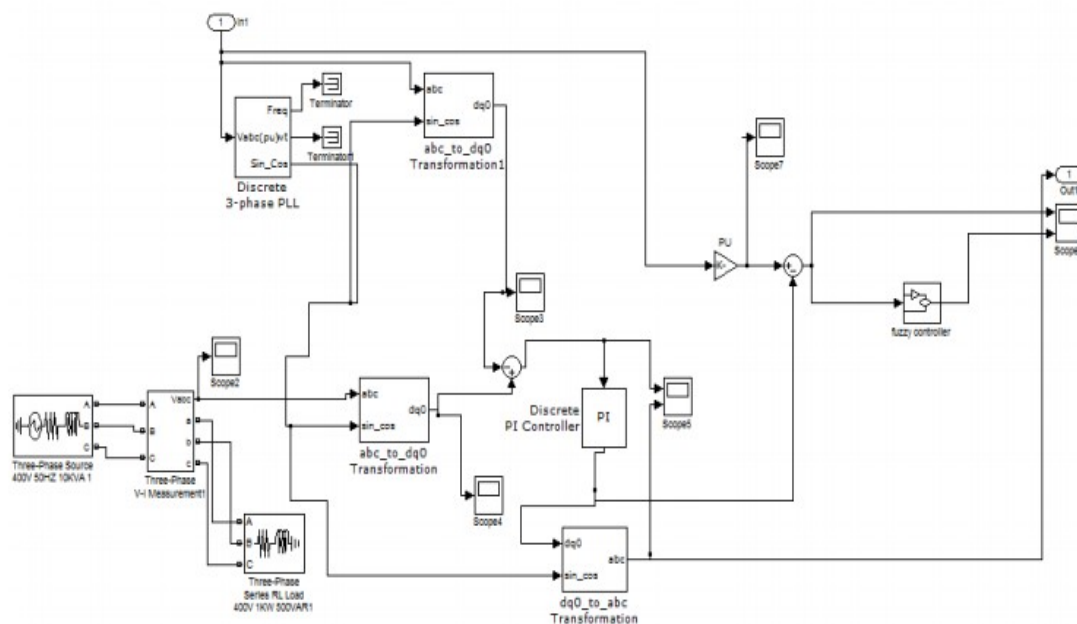 1
In1
Freq
Vabc(pu)wt
Sin_Cos
Discrete
3-phase PLL
Terminator
Terminator1
abc
sin_cos
dq0
abc_to_dq0
Transformation1
Scope7
1
Out1
Scope
PU
K-
fuzzy controller
Scope3
Scope2
A
B
C
Three-Phase Source
400V 50HZ 10KVA 1
A
B
C
Vabc
a
b
c
Three-Phase
V-I Measurement1
A
B
C
Three-Phase
Series RL Load
400V 1KW 500VAR1
abc
sin_cos
dq0
abc_to_dq0
Transformation
Scope4
Discrete
PI Controller
PI
Scope5
dq0
sin_cos
abc
dq0_to_abc
Transformation